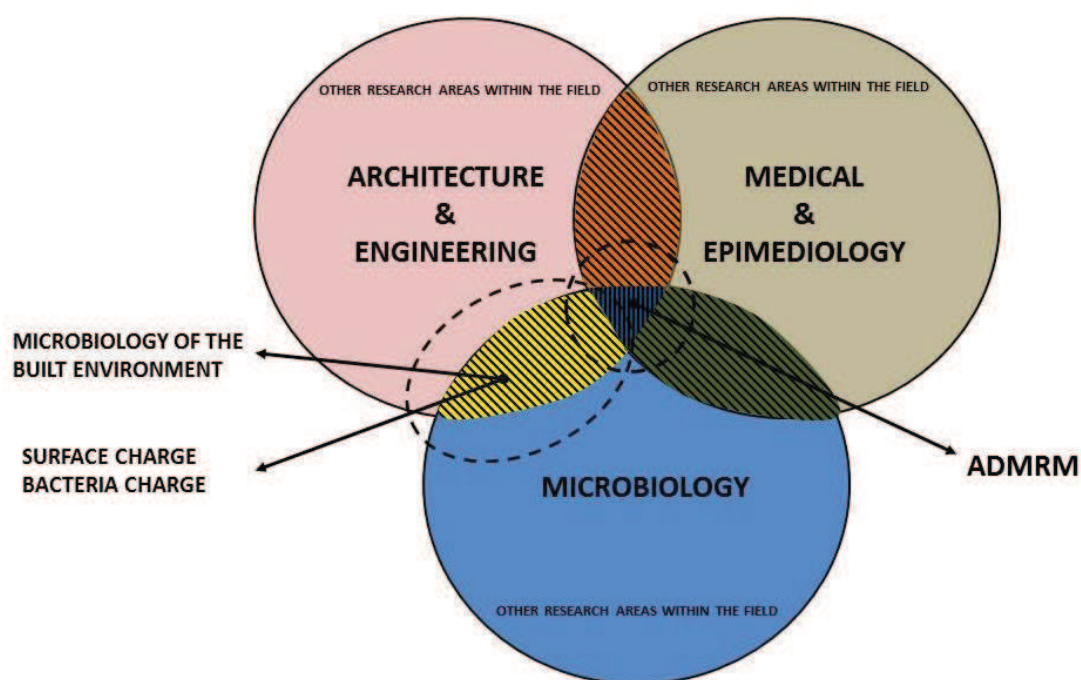 OTHER RESEARCH AREAS WITHIN THE FIELD
OTHER RESEARCH AREAS WITHIN THE FIELD
ARCHITECTURE
&
ENGINEERING
MEDICAL
&
EPIMEDIOLOGY
MICROBIOLOGY OF THE
BUILT ENVIRONMENT
SURFACE CHARGE
BACTERIA CHARGE
ADMRM
MICROBIOLOGY
OTHER RESEARCH AREAS WITHIN THE FIELD